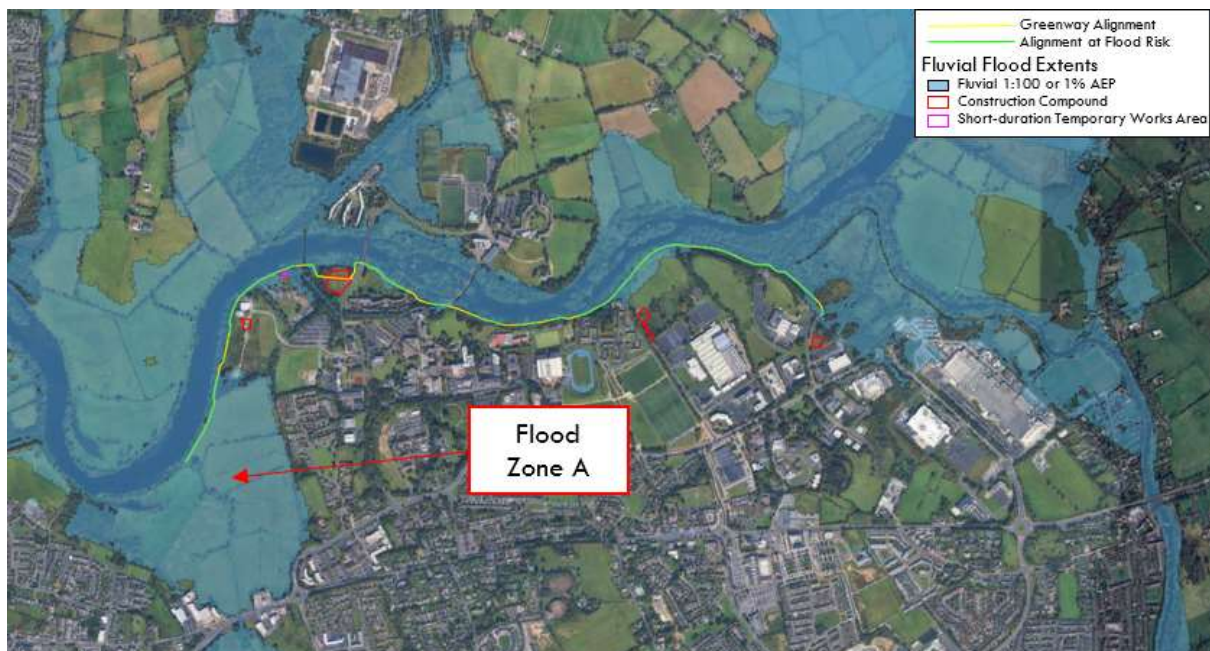 Greenway Alignment
Alignment at Flood Risk
Fluvial Flood Extents
Fluvial 1:100 or 1% AEP
Construction Compound
Short-duration Temporary Works Area
Flood
Zone A